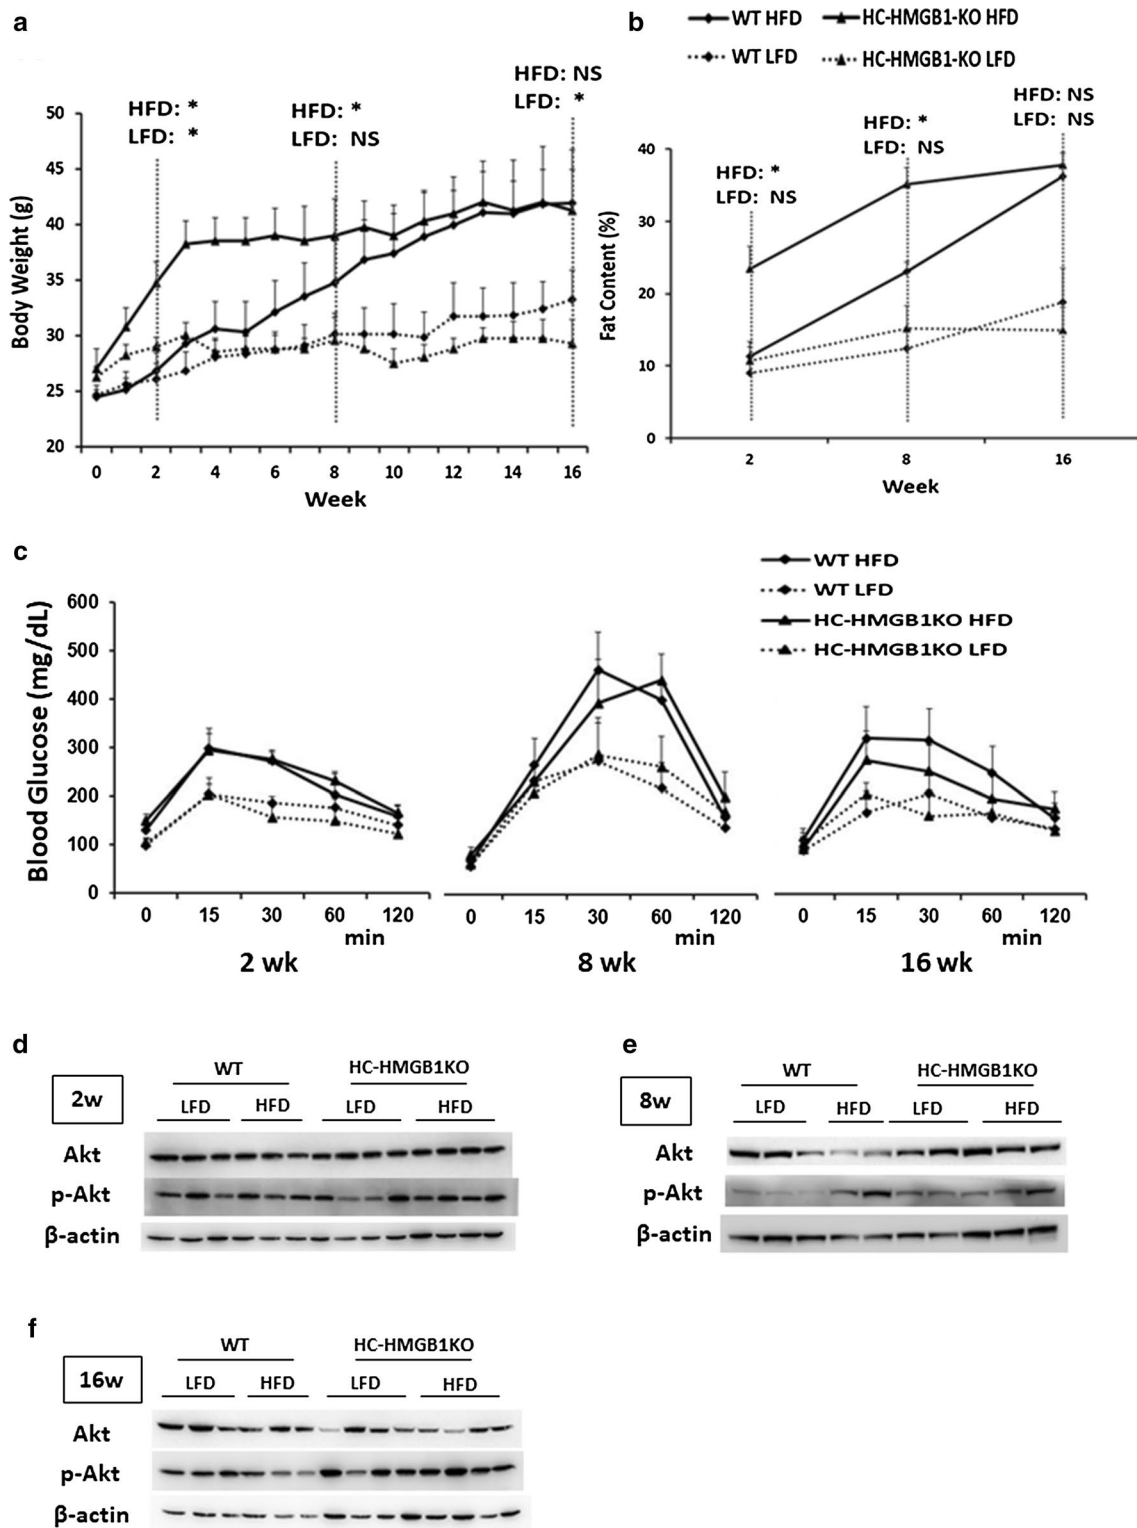 a
HFD: *
LFD: *
HFD: *
LFD: NS
HFD: NS
LFD: *
Body Weight (g)
50
45
40
35
30
25
20
0 2 4 6 8 10 12 14 16
Week
b
WT HFD HC-HMGB1-KO HFD
WT LFD HC-HMGB1-KO LFD
HFD: *
LFD: NS
HFD: *
LFD: NS
HFD: NS
LFD: NS
Fat Content (%)
40
30
20
10
0
2 8 16
Week
c
WT HFD
WT LFD
HC-HMGB1KO HFD
HC-HMGB1KO LFD
Blood Glucose (mg/dL)
600
500
400
300
200
100
0
0 15 30 60 120 0 15 30 60 120 0 15 30 60 120
min min min
2 wk 8 wk 16 wk
d
2w
WT HC-HMGB1KO
LFD HFD LFD HFD
Akt
p-Akt
β-actin
e
8w
WT HC-HMGB1KO
LFD HFD LFD HFD
Akt
p-Akt
β-actin
f
16w
WT HC-HMGB1KO
LFD HFD LFD HFD
Akt
p-Akt
β-actin